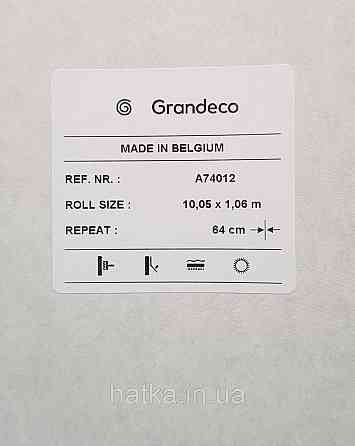 Grandeco
MADE IN BELGIUM
REF. NR. : A74012
ROLL SIZE : 10,05 x 1,06 m
REPEAT : 64 cm
hatka.in.ua